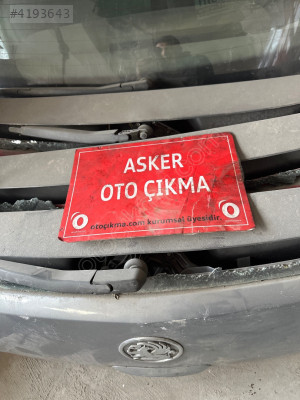 #4193643
ASKER
OTO ÇIKMA
otoçıkma.com kurumsal üyesidir.